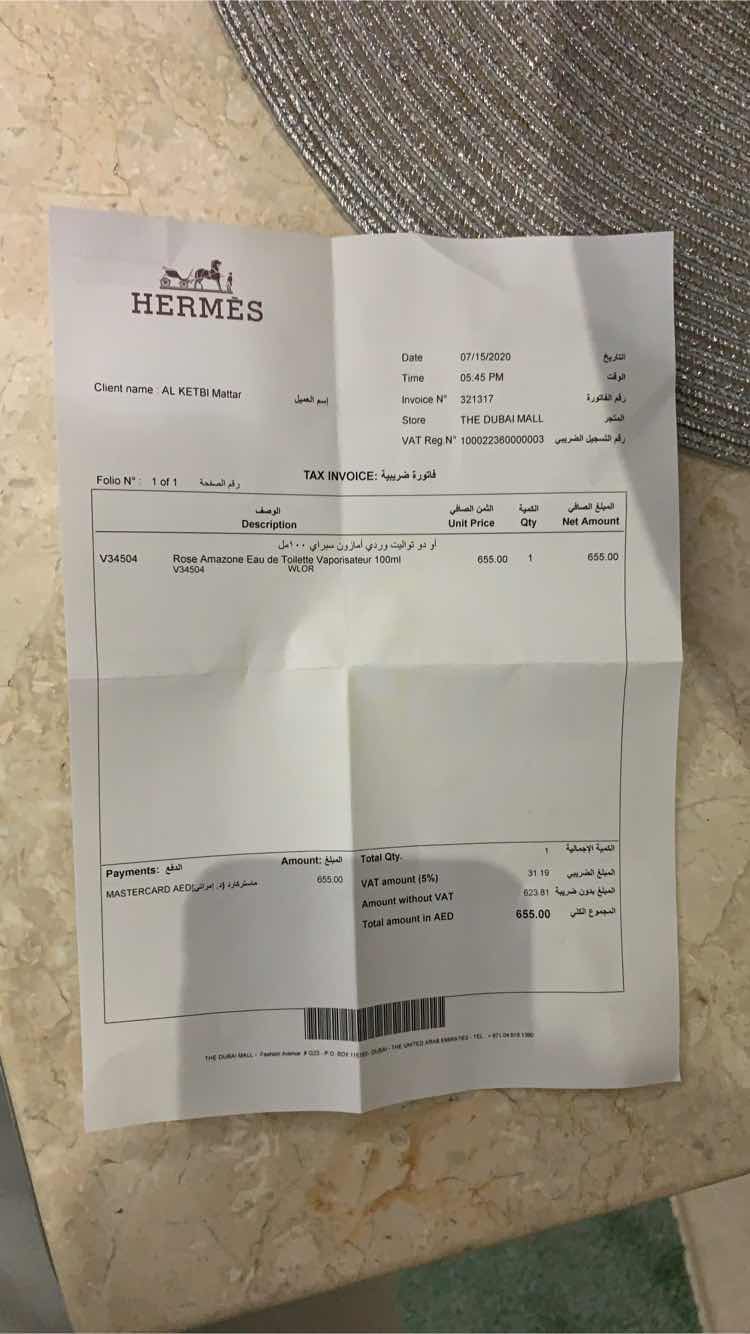 HERMÈS
Date 07/15/2020 التاريخ
Time 05:45 PM الوقت
Client name : AL KETBI Mattar إسم العميل
Invoice N° 321317 رقم الفاتورة
Store THE DUBAI MALL المتجر
VAT Reg.N° 100022360000003 رقم التسجيل الضريبي
Folio N° : 1 of 1 رقم الصفحة
TAX INVOICE: فاتورة ضريبية
الوصف الثمن الصافي الكمية المبلغ الصافي
Description Unit Price Qty Net Amount
أو دو تواليت وردي أمازون سبراي ١٠٠مل
V34504 Rose Amazone Eau de Toilette Vaporisateur 100ml 655.00 1 655.00
V34504 WLOR
Payments: الدفع Amount: المبلغ
MASTERCARD AED(ماستركارد (د. إمراتي 655.00
Total Qty. 1 الكمية الإجمالية
VAT amount (5%) 31.19 المبلغ الضريبي
Amount without VAT 623.81 المبلغ بدون ضريبة
Total amount in AED 655.00 المجموع الكلي
THE DUBAI MALL - Fashion Avenue # G23 - P.O. BOX - DUBAI - THE UNITED ARAB EMIRATES - TEL :